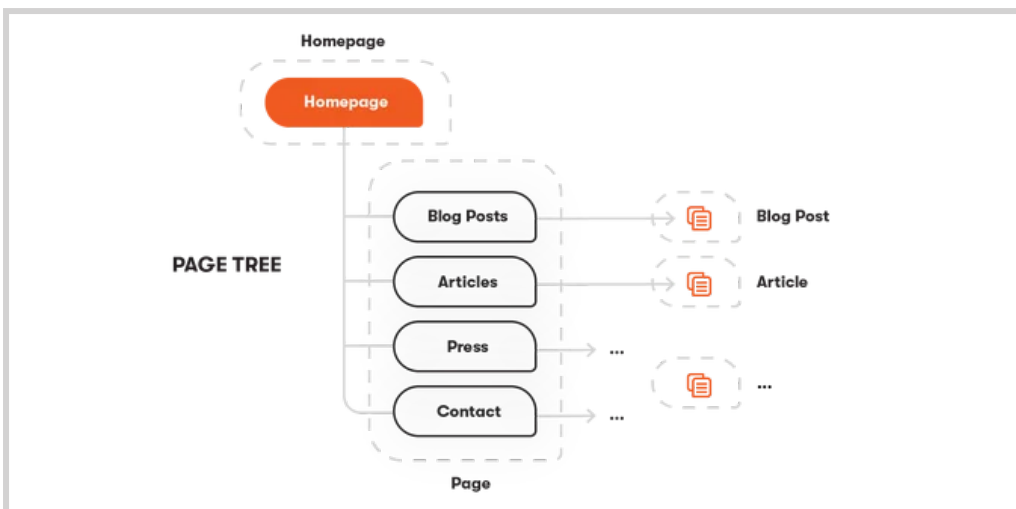 Homepage
Homepage
Blog Posts
Blog Post
PAGE TREE
Articles
Article
Press
...
...
Contact
...
Page